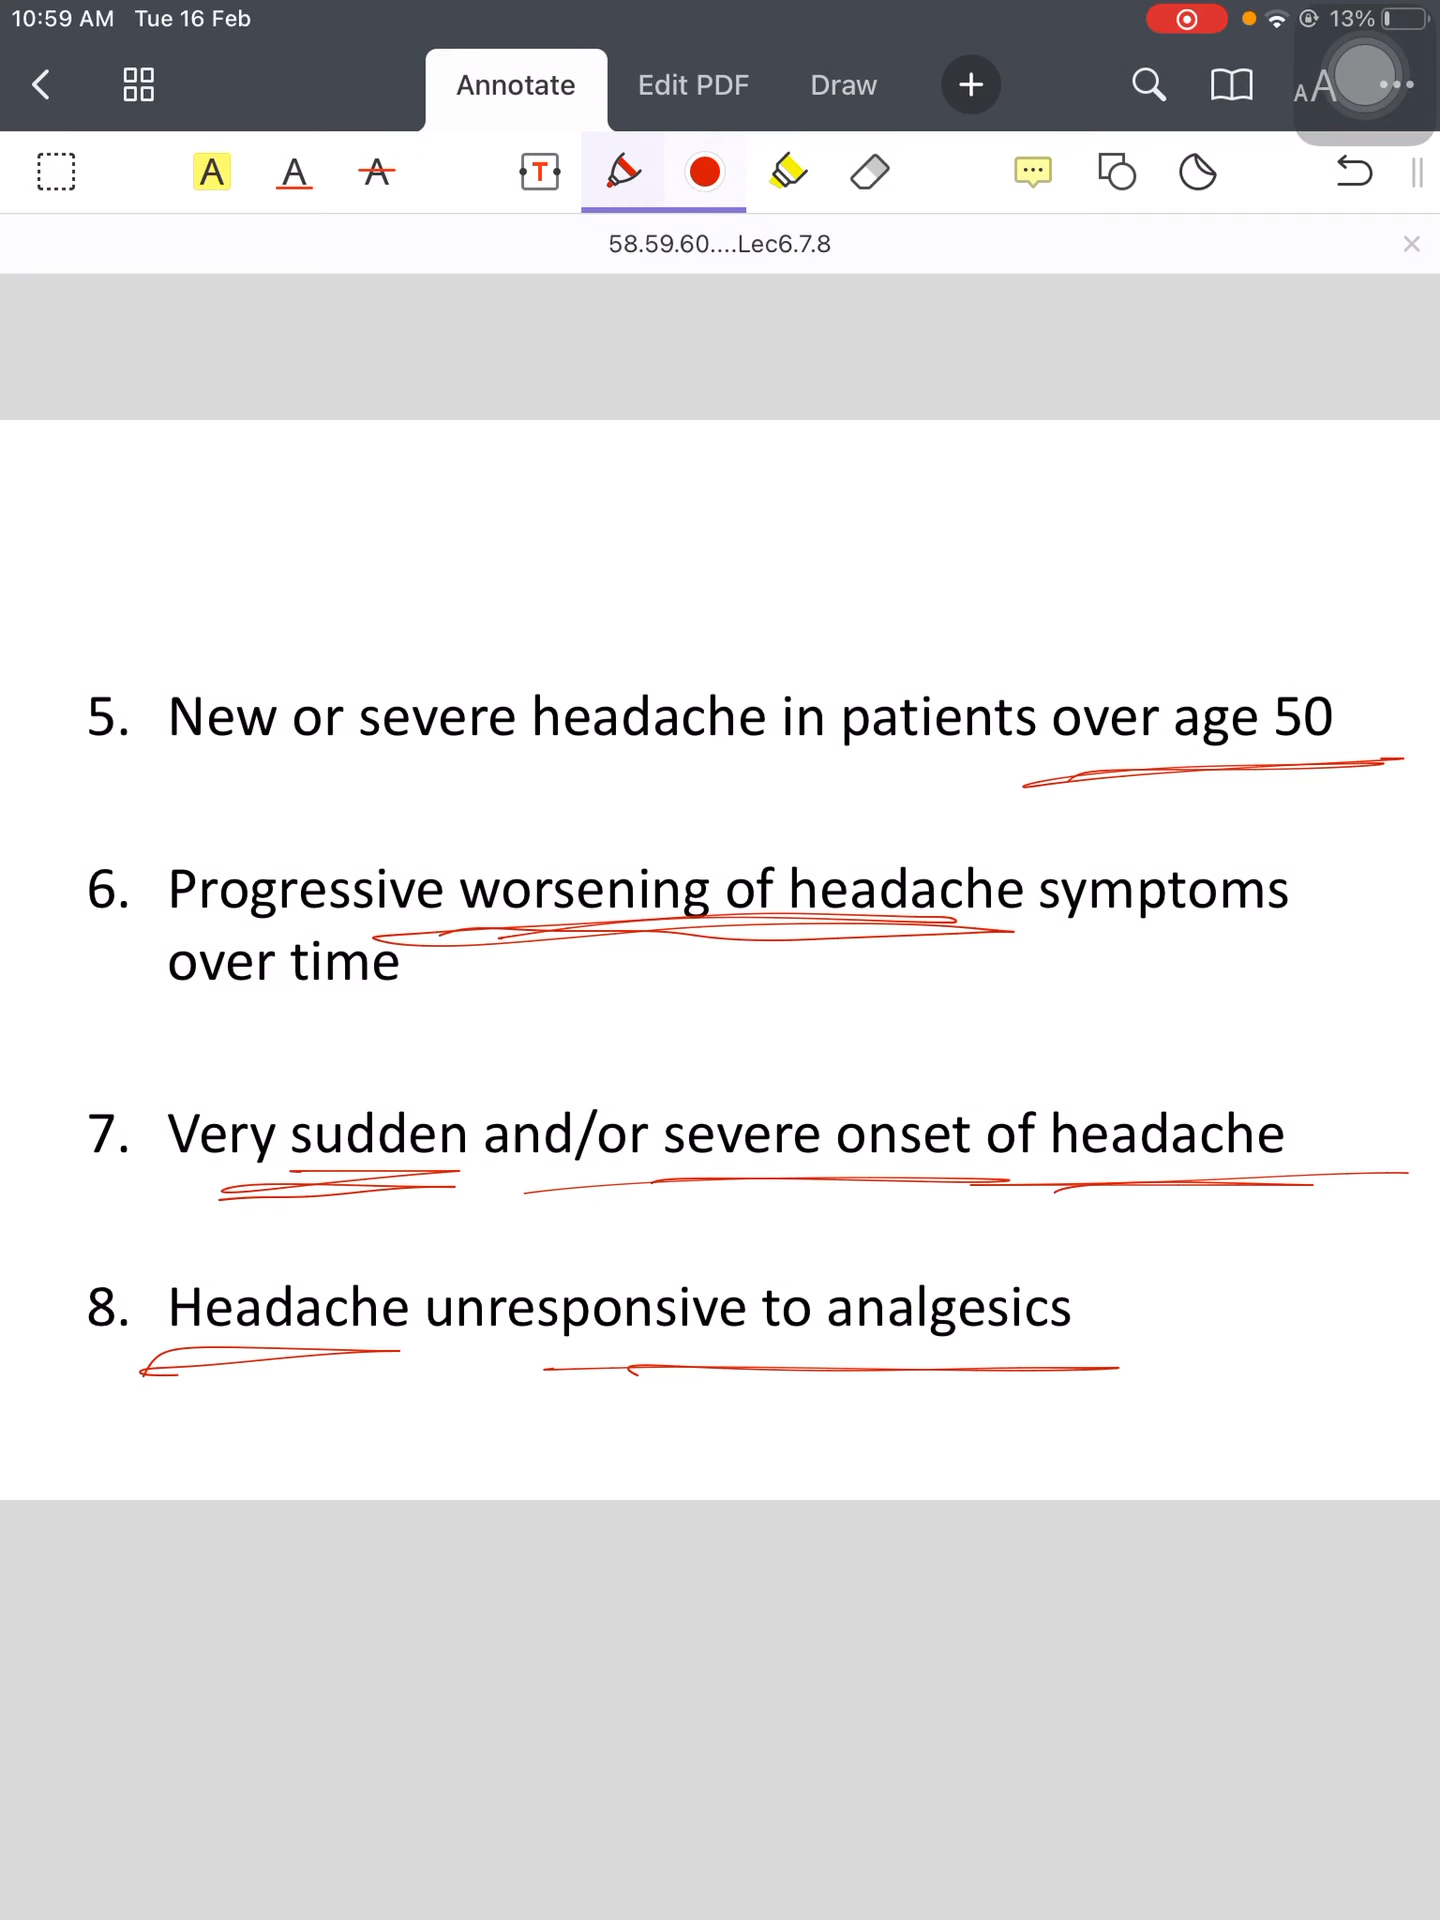 10:59 AM Tue 16 Feb 13%
Annotate Edit PDF Draw AA
A A A T
58.59.60....Lec6.7.8
5. New or severe headache in patients over age 50
6. Progressive worsening of headache symptoms
over time
7. Very sudden and/or severe onset of headache
8. Headache unresponsive to analgesics